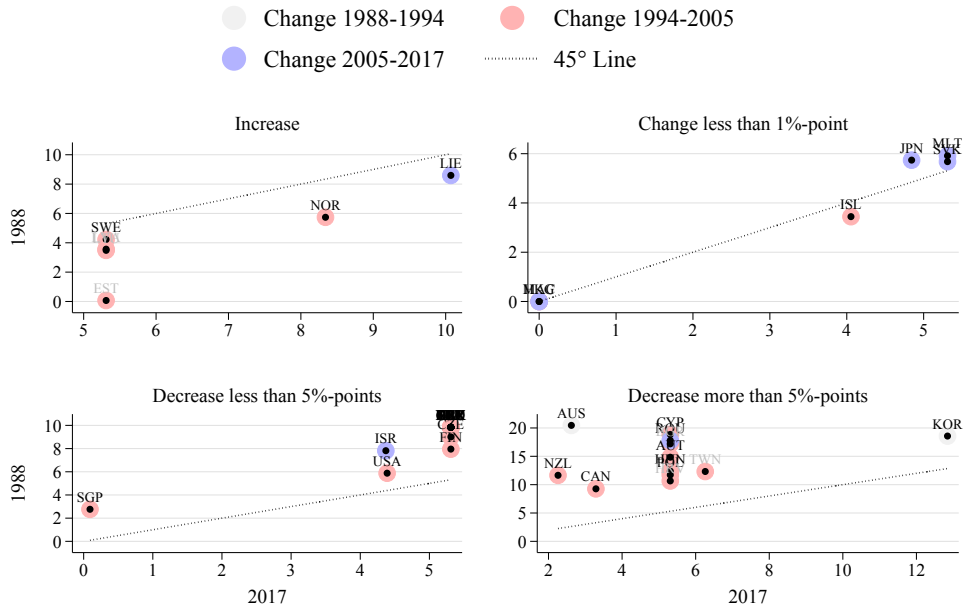 Change 1988-1994 Change 1994-2005
Change 2005-2017 45° Line
Increase
1988
0 2 4 6 8 10
5 6 7 8 9 10
SWE
EST
NOR
LIE
Change less than 1%-point
0 2 4 6
0 1 2 3 4 5
ISL
JPN
MLT
SVK
Decrease less than 5%-points
1988
0 2 4 6 8 10
0 1 2 3 4 5
2017
SGP
ISR
USA
FIN
Decrease more than 5%-points
0 5 10 15 20
2 4 6 8 10 12
2017
AUS
NZL
CAN
CYP
AUT
TWN
KOR